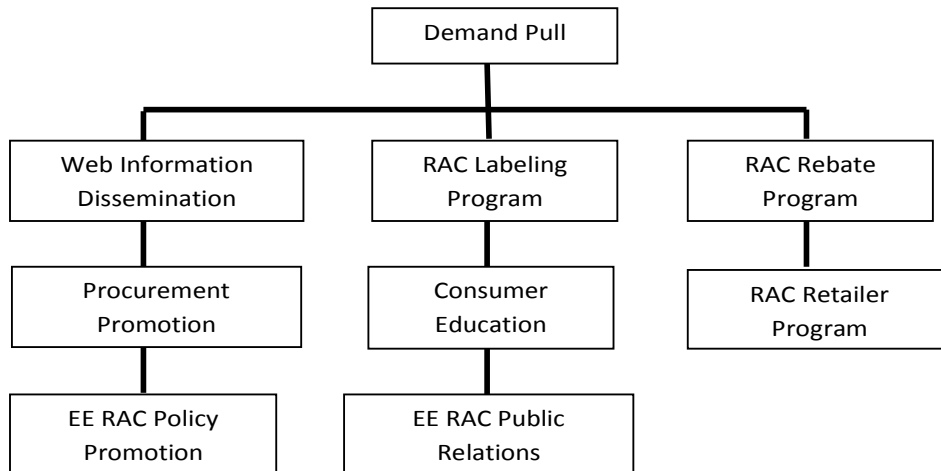 Demand Pull
Web Information
Dissemination
RAC Labeling
Program
RAC Rebate
Program
Procurement
Promotion
Consumer
Education
RAC Retailer
Program
EE RAC Policy
Promotion
EE RAC Public
Relations